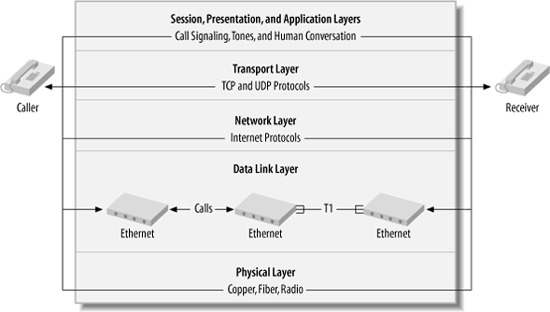 Session, Presentation, and Application Layers
Call Signaling, Tones, and Human Conversation
Transport Layer
TCP and UDP Protocols
Caller
Receiver
Network Layer
Internet Protocols
Data Link Layer
Calls
T1
Ethernet
Ethernet
Ethernet
Physical Layer
Copper, Fiber, Radio